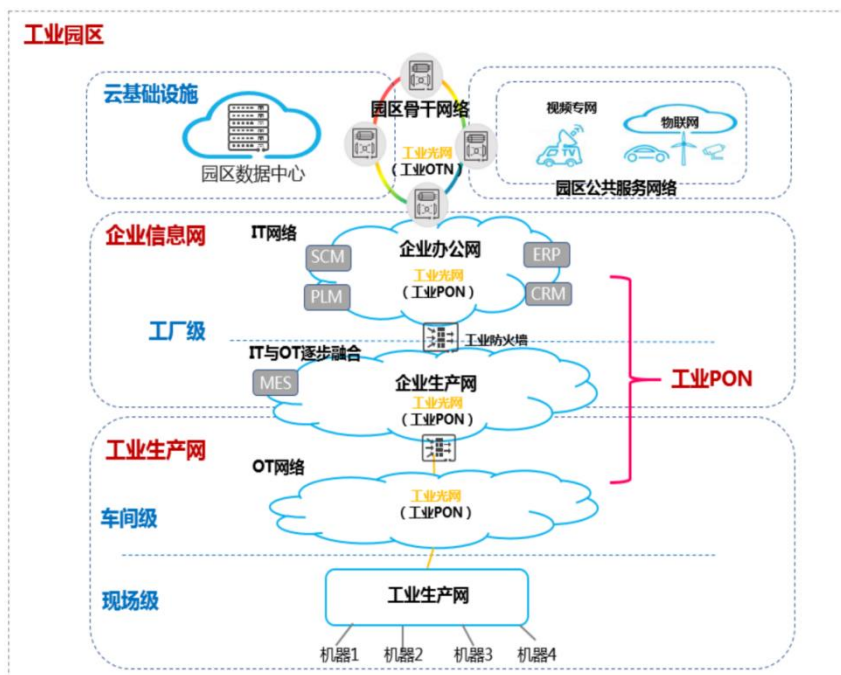 工业园区
云基础设施
园区数据中心
园区骨干网络
工业光网
（工业OTN）
视频专网
TV
物联网
园区公共服务网络
企业信息网
IT网络
SCM
PLM
企业办公网
工业光网
（工业PON）
ERP
CRM
工厂级
工业防火墙
IT与OT逐步融合
MES
企业生产网
工业光网
（工业PON）
工业PON
工业生产网
OT网络
工业光网
（工业PON）
车间级
现场级
工业生产网
机器1
机器2
机器3
机器4